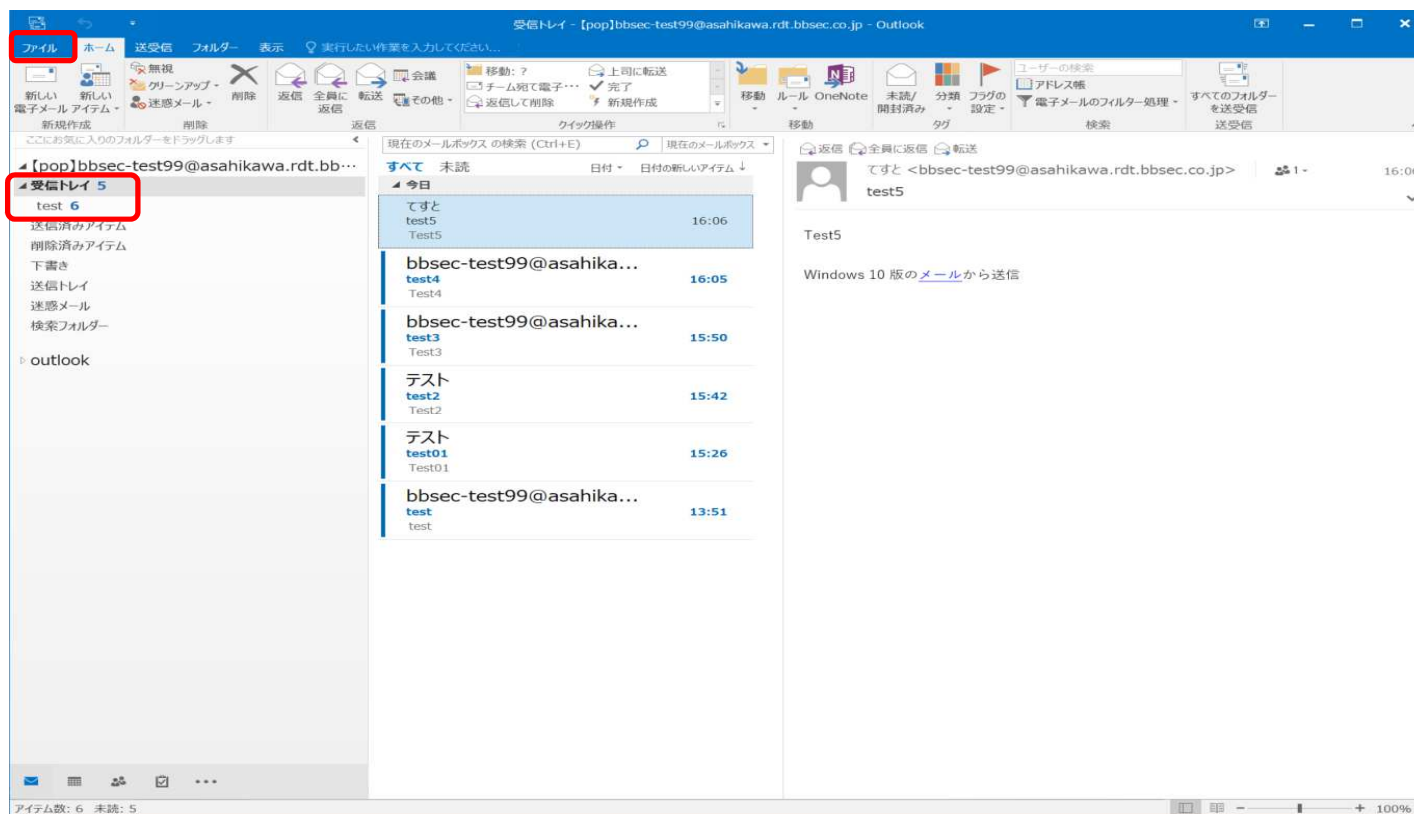 受信トレイ - 【pop】bbsec-test99@asahikawa.rdt.bbsec.co.jp - Outlook
ファイル ホーム 送受信 フォルダー 表示 実行したい作業を入力してください...
新しい 電子メール
新しい アイテム
無視
クリーンアップ
迷惑メール
削除
返信
全員に 返信
転送
会議
その他
移動: ?
チーム宛て電子…
返信して削除
上司に転送
完了
新規作成
移動
ルール
OneNote
未読/ 開封済み
分類
フラグの 設定
ユーザーの検索
アドレス帳
電子メールのフィルター処理
すべてのフォルダー を送受信
新規作成 削除 返信 クイック操作 移動 タグ 検索 送受信
ここにお気に入りのフォルダーをドラッグします
【pop】bbsec-test99@asahikawa.rdt.bb…
受信トレイ 5
test 6
送信済みアイテム
削除済みアイテム
下書き
送信トレイ
迷惑メール
検索フォルダー
outlook
現在のメールボックス の検索 (Ctrl+E) 現在のメールボックス
すべて 未読 日付 日付の新しいアイテム ↓
今日
てすと
test5 16:06
Test5
bbsec-test99@asahika...
test4 16:05
Test4
bbsec-test99@asahika...
test3 15:50
Test3
テスト
test2 15:42
Test2
テスト
test01 15:26
Test01
bbsec-test99@asahika...
test 13:51
test
返信 全員に返信 転送
てすと <bbsec-test99@asahikawa.rdt.bbsec.co.jp> 1
test5
Test5
Windows 10 版のメールから送信
アイテム数: 6 未読: 5
100%